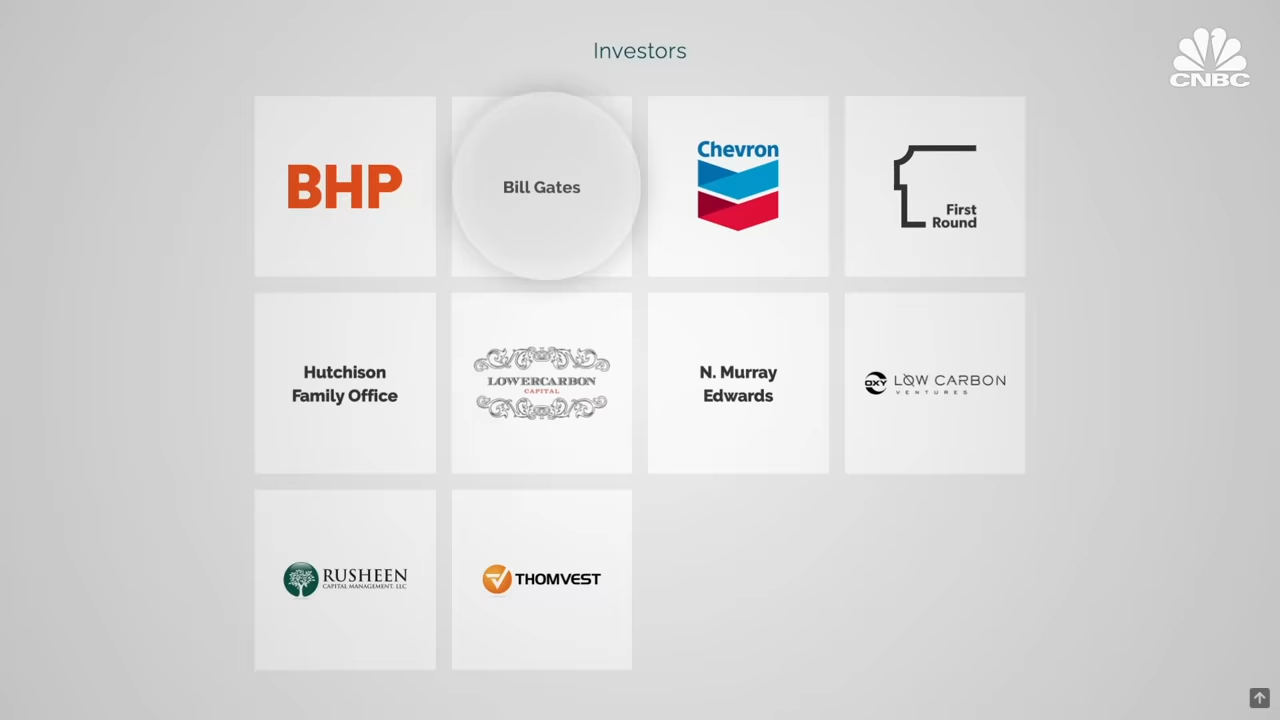 Investors
CNBC
BHP
Bill Gates
Chevron
First
Round
Hutchison
Family Office
LOWERCARBON
CAPITAL
N. Murray
Edwards
OXY LOW CARBON
VENTURES
RUSHEEN
CAPITAL MANAGEMENT, LLC
THOMVEST